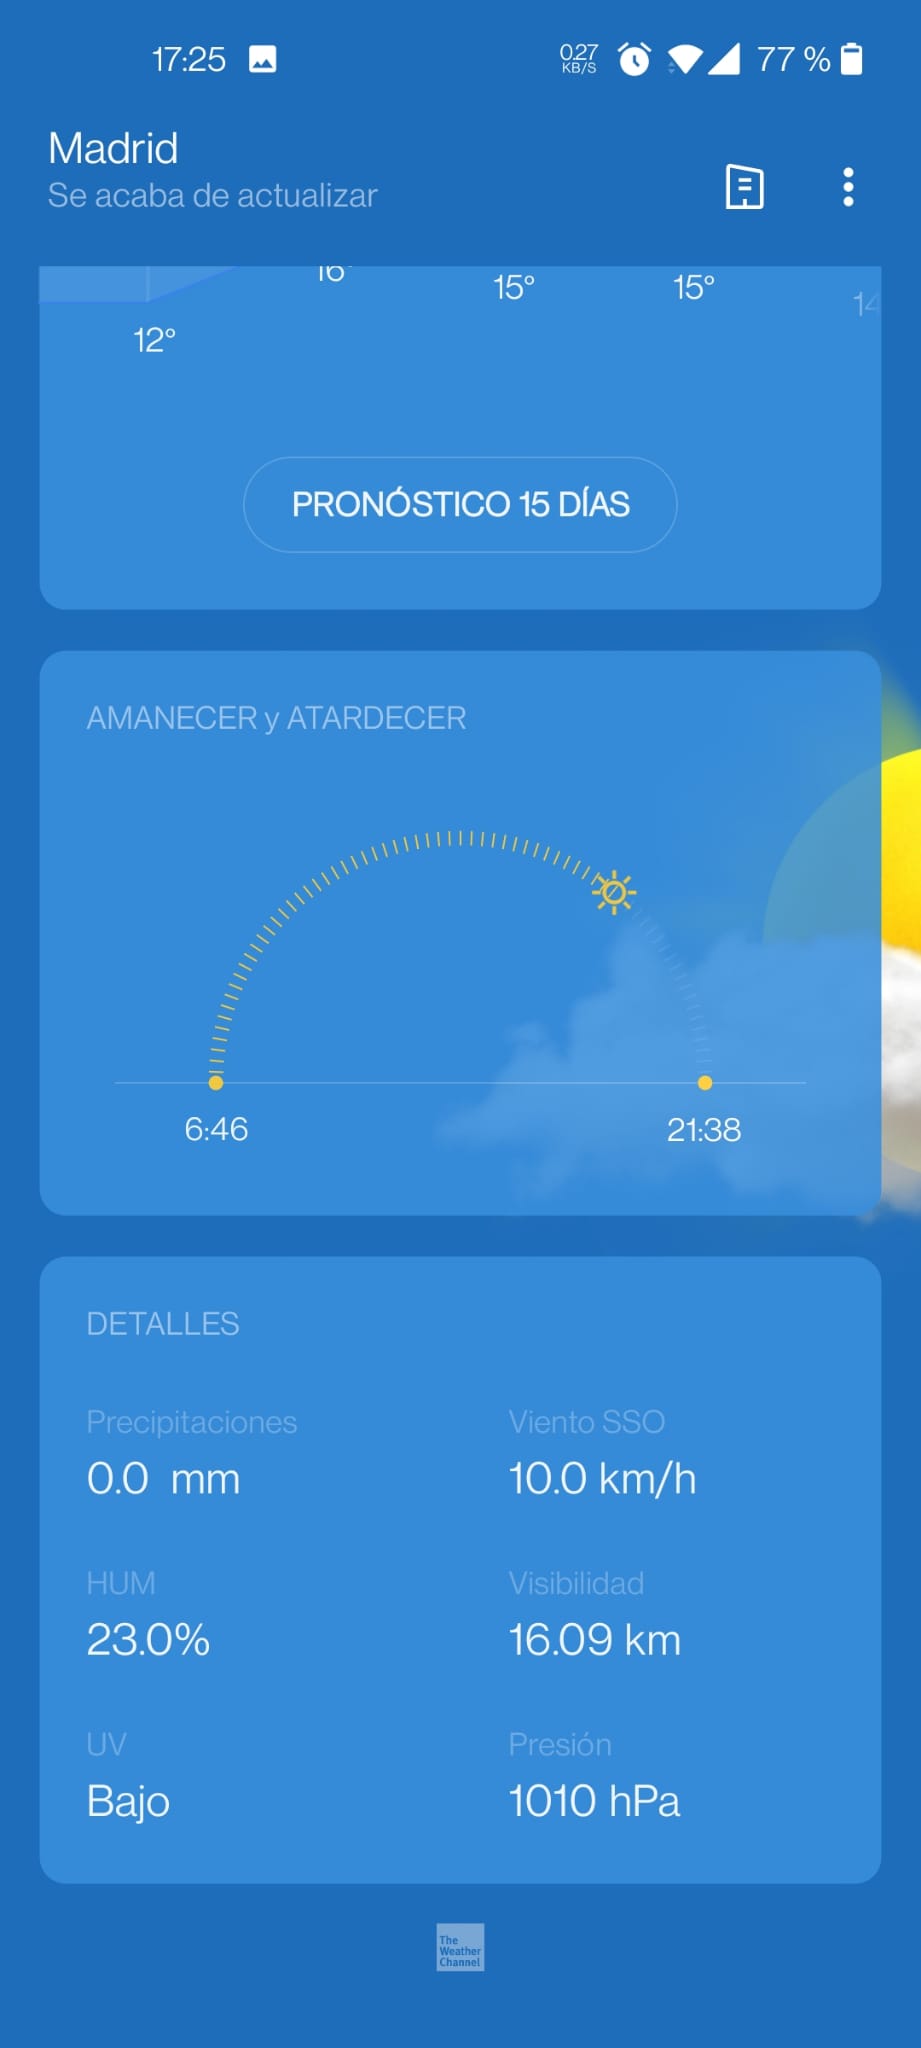 17:25
0.27
KB/S
77 %
Madrid
Se acaba de actualizar
16°
15°
15°
14
12°
PRONÓSTICO 15 DÍAS
AMANECER y ATARDECER
6:46
21:38
DETALLES
Precipitaciones
Viento SSO
0.0 mm
10.0 km/h
HUM
Visibilidad
23.0%
16.09 km
UV
Presión
Bajo
1010 hPa
The
Weather
Channel